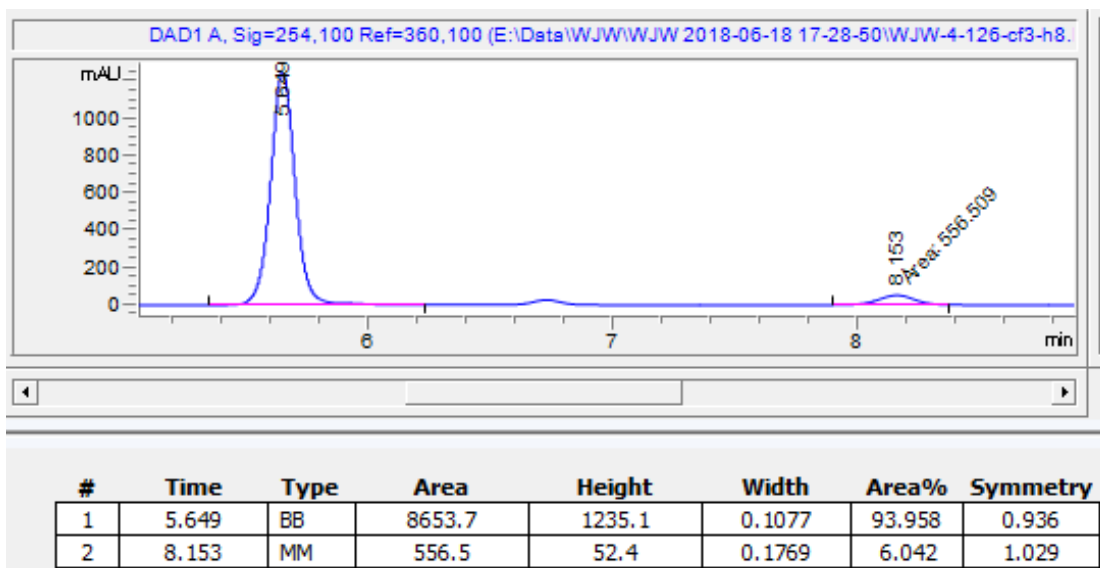 DAD1 A, Sig=254,100 Ref=360,100 (E:\Data\WJW\WJW 2018-06-18 17-28-50\WJW-4-126-cf3-h8.
mAU
1000
800
600
400
200
0
5.649
8.153
Area: 556.509
6 7 8 min
# Time Type Area Height Width Area% Symmetry
1 5.649 BB 8653.7 1235.1 0.1077 93.958 0.936
2 8.153 MM 556.5 52.4 0.1769 6.042 1.029